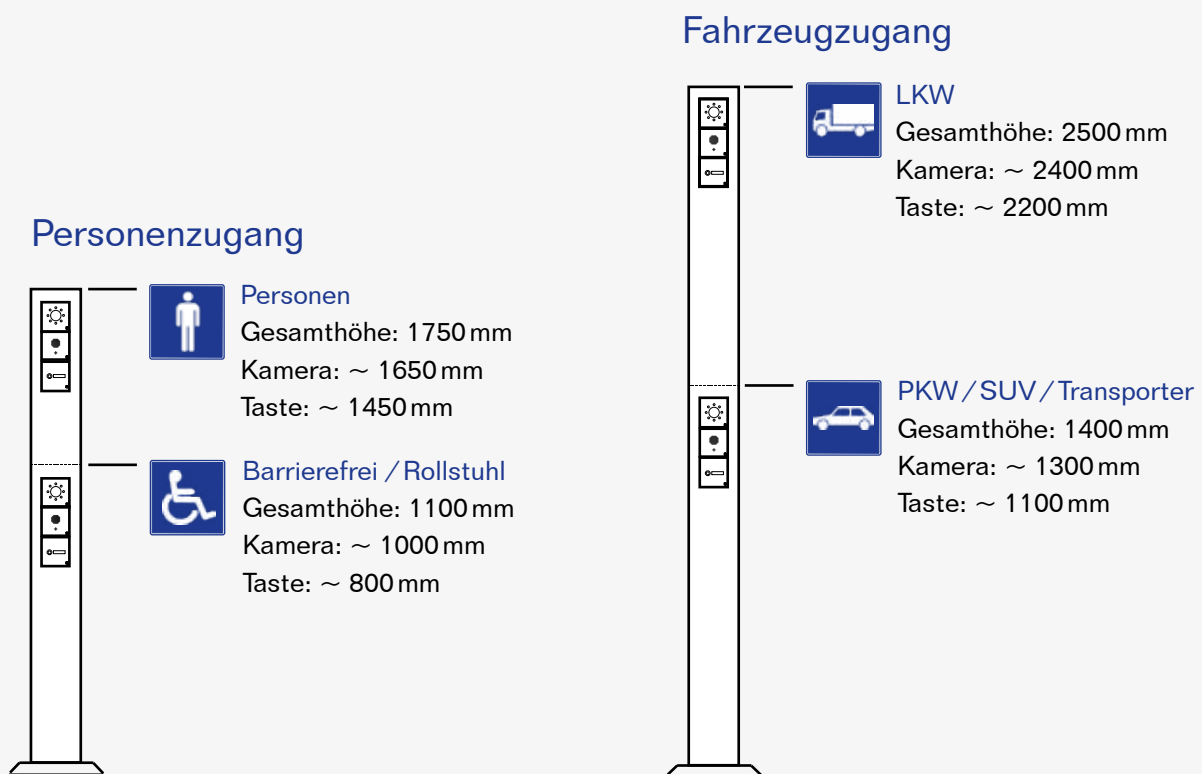 Personenzugang
Personen
Gesamthöhe: 1750 mm
Kamera: ~ 1650 mm
Taste: ~ 1450 mm
Barrierefrei / Rollstuhl
Gesamthöhe: 1100 mm
Kamera: ~ 1000 mm
Taste: ~ 800 mm
Fahrzeugzugang
LKW
Gesamthöhe: 2500 mm
Kamera: ~ 2400 mm
Taste: ~ 2200 mm
PKW / SUV / Transporter
Gesamthöhe: 1400 mm
Kamera: ~ 1300 mm
Taste: ~ 1100 mm